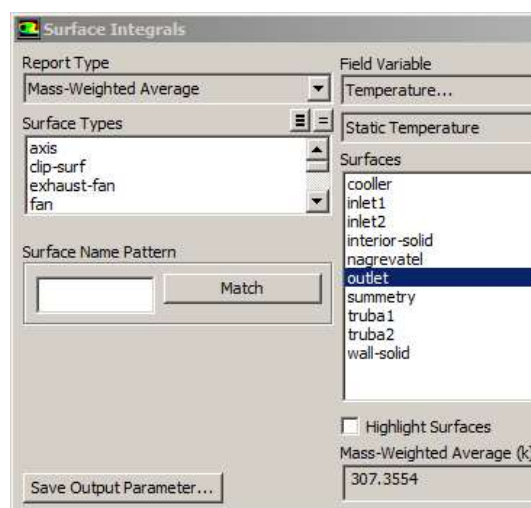 Surface Integrals
Report Type
Mass-Weighted Average
Surface Types
axis
clip-surf
exhaust-fan
fan
Surface Name Pattern
Match
Save Output Parameter...
Field Variable
Temperature...
Static Temperature
Surfaces
cooller
inlet1
inlet2
interior-solid
nagrevatel
outlet
summetry
truba1
truba2
wall-solid
Highlight Surfaces
Mass-Weighted Average (k)
307.3554